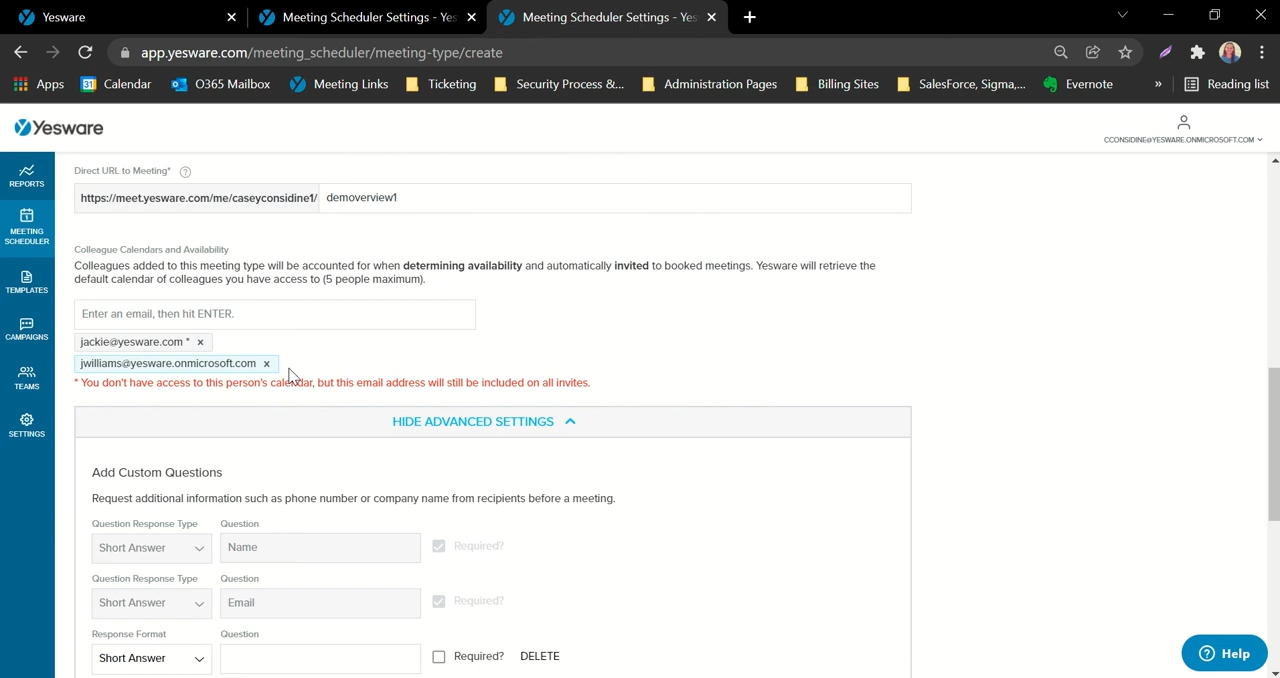 Yesware
Meeting Scheduler Settings - Yes
Meeting Scheduler Settings - Yes
app.yesware.com/meeting_scheduler/meeting-type/create
Apps
Calendar
O365 Mailbox
Meeting Links
Ticketing
Security Process &...
Administration Pages
Billing Sites
SalesForce, Sigma,...
Evernote
»
Reading list
Yesware
CCONSIDINE@YESWARE.ONMICROSOFT.COM
REPORTS
MEETING
SCHEDULER
TEMPLATES
CAMPAIGNS
TEAMS
SETTINGS
Direct URL to Meeting* ?
https://meet.yesware.com/me/caseyconsidine1/ demoverview1
Colleague Calendars and Availability
Colleagues added to this meeting type will be accounted for when determining availability and automatically invited to booked meetings. Yesware will retrieve the
default calendar of colleagues you have access to (5 people maximum).
Enter an email, then hit ENTER.
jackie@yesware.com * x
jwilliams@yesware.onmicrosoft.com x
* You don't have access to this person's calendar, but this email address will still be included on all invites.
HIDE ADVANCED SETTINGS
Add Custom Questions
Request additional information such as phone number or company name from recipients before a meeting.
Question Response Type Question
Short Answer Name Required?
Question Response Type Question
Short Answer Email Required?
Response Format Question
Short Answer Required? DELETE
? Help